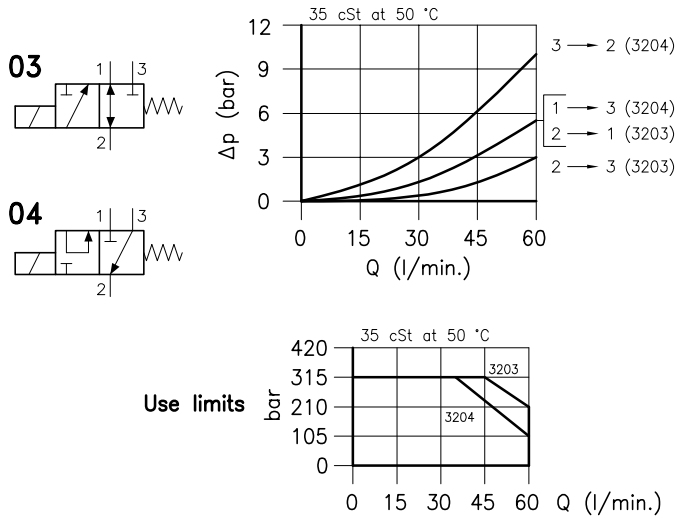 03
1 3
2
04
1 3
2
35 cSt at 50 °C
Δp (bar)
12
9
6
3
0
0 15 30 45 60
Q (l/min.)
3 → 2 (3204)
1 → 3 (3204)
2 → 1 (3203)
2 → 3 (3203)
Use limits
35 cSt at 50 °C
bar
420
315
210
105
0
3203
3204
0 15 30 45 60 Q (l/min.)